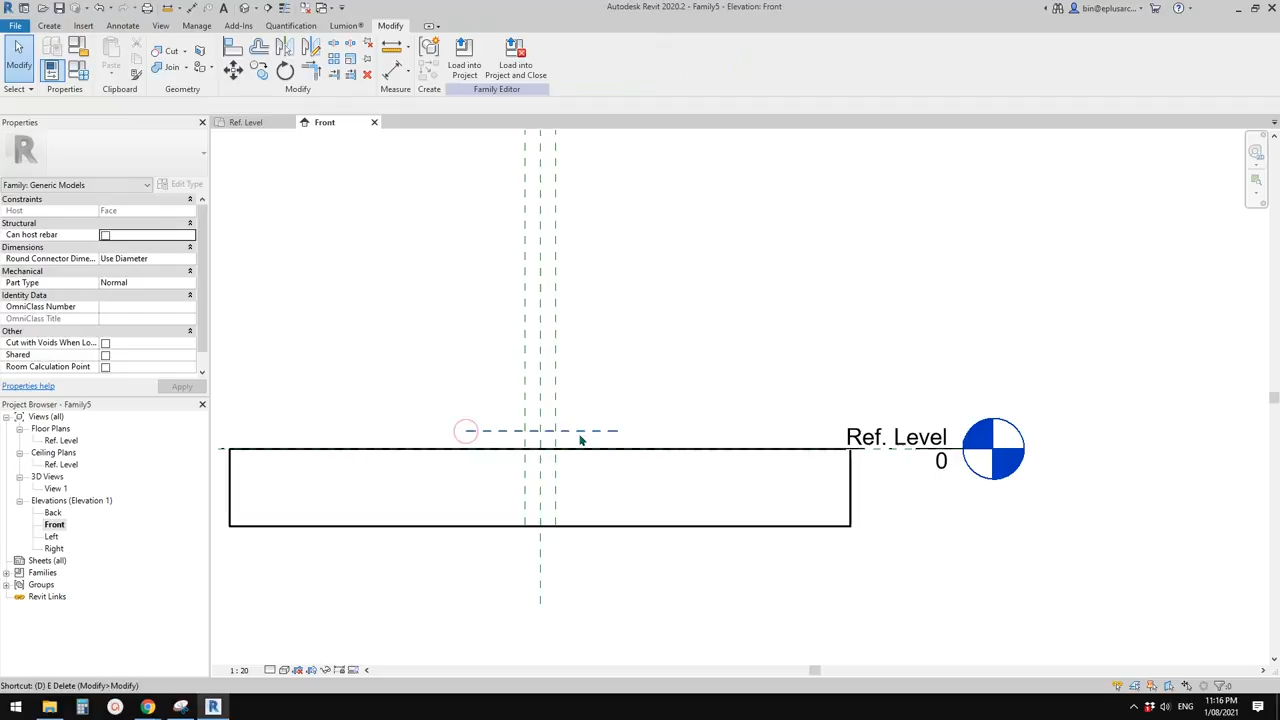 Autodesk Revit 2020.2 - Family5 - Elevation: Front
bin@eplusarc...
File
Create
Insert
Annotate
View
Manage
Add-Ins
Quantification
Lumion®
Modify
Modify
Paste
Cut
Join
Load into
Project
Load into
Project and Close
Select
Properties
Clipboard
Geometry
Modify
Measure
Create
Family Editor
Properties
Ref. Level
Front
R
Family: Generic Models
Edit Type
Constraints
Host
Face
Structural
Can host rebar
Dimensions
Round Connector Dime...
Use Diameter
Mechanical
Part Type
Normal
Identity Data
OmniClass Number
OmniClass Title
Other
Cut with Voids When Lo...
Shared
Room Calculation Point
Properties help
Apply
Project Browser - Family5
Views (all)
Floor Plans
Ref. Level
Ceiling Plans
Ref. Level
3D Views
View 1
Elevations (Elevation 1)
Back
Front
Left
Right
Sheets (all)
Families
Groups
Revit Links
Ref. Level
0
1 : 20
Shortcut: (D) E Delete (Modify>Modify)
:0
ENG
11:16 PM
1/08/2021